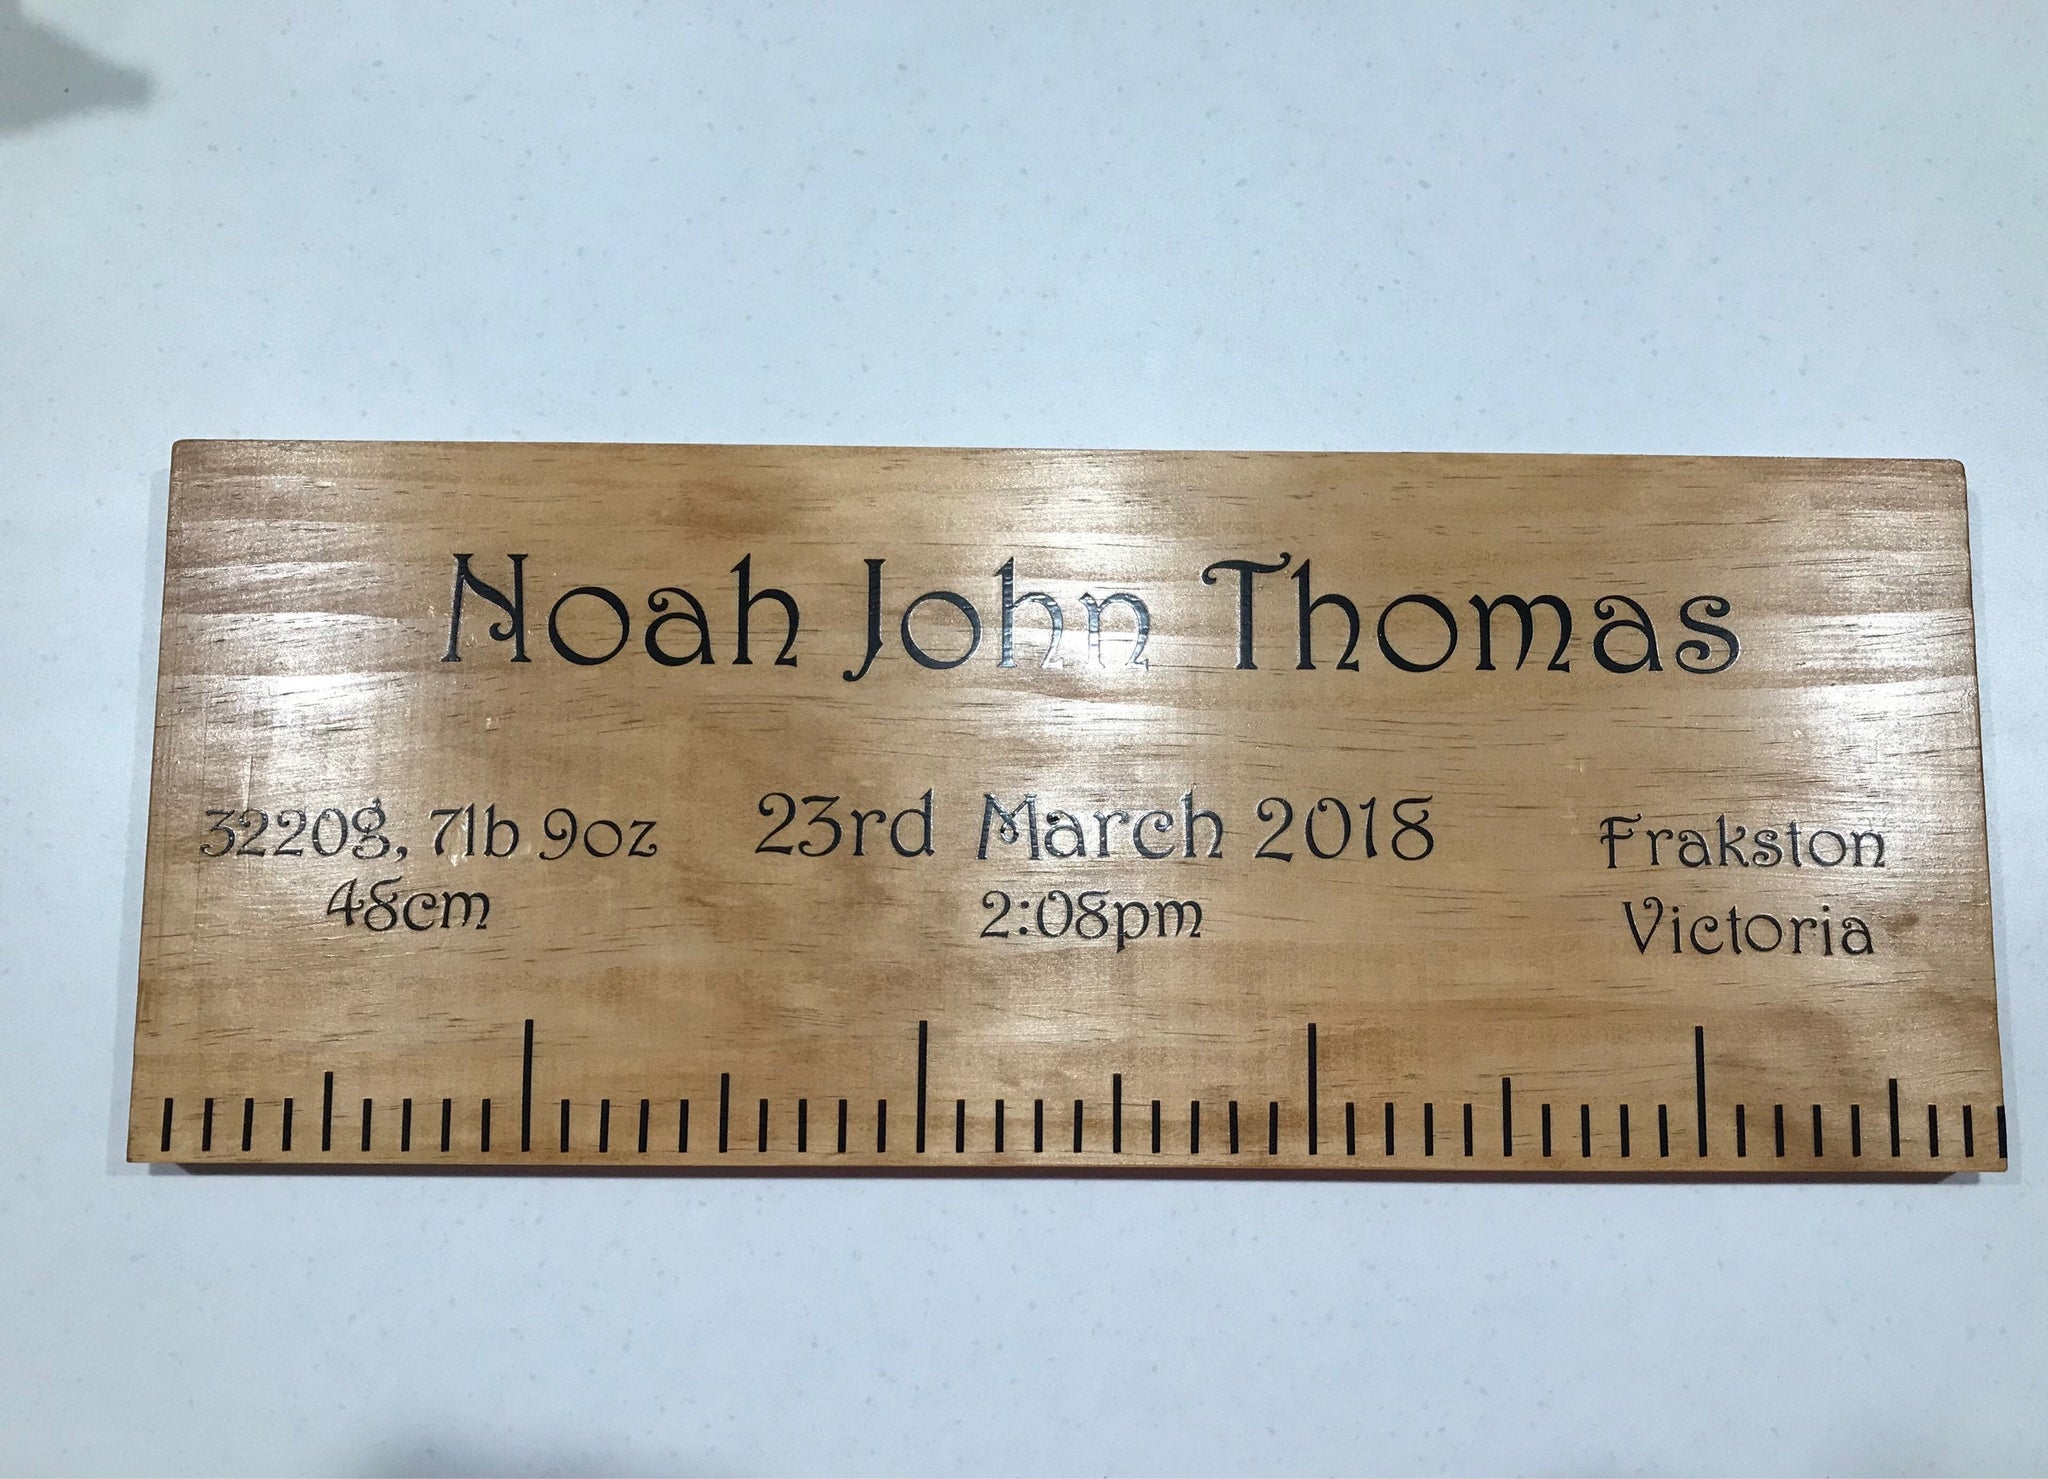 Noah John Thomas
3220g, 7lb 9oz
48cm
23rd March 2018
2:08pm
Frakston
Victoria